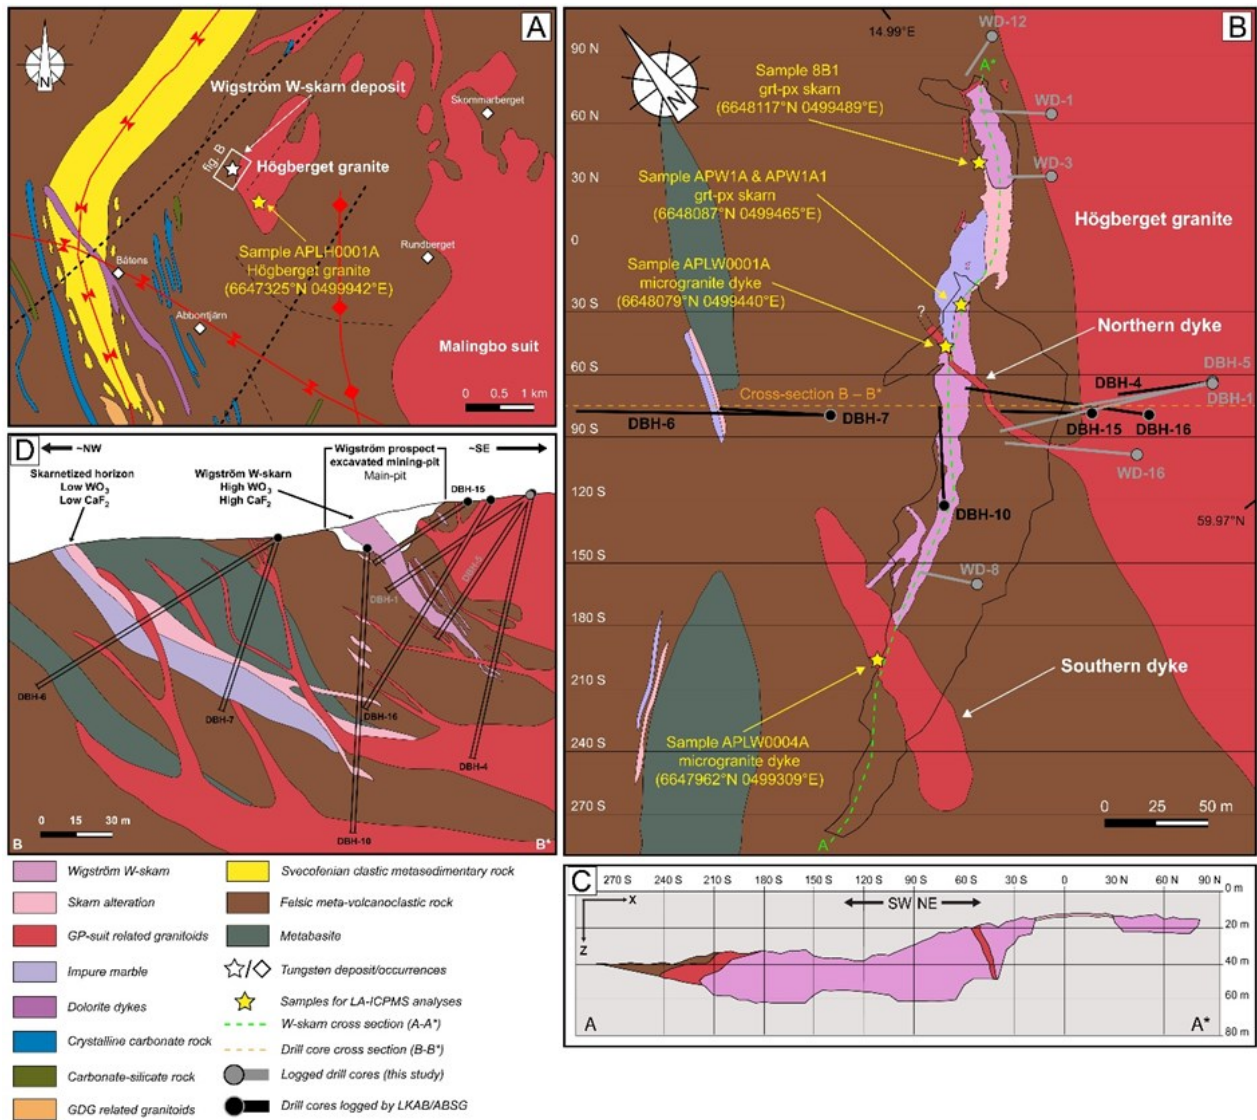 A
N
Wigström W-skarn deposit
Skommarberget
fig. B
Högberget granite
Sample APLH0001A
Högberget granite
(6647325°N 0499942°E)
Rundberget
Båtens
Abborrtjärn
Malingbo suit
0 0.5 1 km
B
N
14.99°E
WD-12
90 N
A*
Sample 8B1
grt-px skarn
(6648117°N 0499489°E)
60 N
WD-1
WD-3
30 N
Sample APW1A & APW1A1
grt-px skarn
(6648087°N 0499465°E)
Högberget granite
0
Sample APLW0001A
microgranite dyke
(6648079°N 0499440°E)
30 S
?
Northern dyke
60 S
DBH-5
DBH-4
DBH-1
Cross-section B – B*
DBH-6
DBH-7
DBH-15
DBH-16
90 S
WD-16
120 S
DBH-10
59.97°N
150 S
WD-8
180 S
210 S
Southern dyke
240 S
Sample APLW0004A
microgranite dyke
(6647962°N 0499309°E)
270 S
A
0 25 50 m
D
~NW
~SE
Skarnetized horizon
Low WO3
Low CaF2
Wigström W-skarn
High WO3
High CaF2
Wigström prospect
excavated mining-pit
Main-pit
DBH-15
DBH-5
DBH-1
DBH-6
DBH-7
DBH-16
DBH-4
DBH-10
0 15 30 m
B
B*
C
270 S 240 S 210 S 180 S 150 S 120 S 90 S 60 S 30 S 0 30 N 60 N 90 N
x
z
SW NE
0 m
20 m
40 m
60 m
80 m
A
A*
Wigström W-skarn
Skarn alteration
GP-suit related granitoids
Impure marble
Dolorite dykes
Crystalline carbonate rock
Carbonate-silicate rock
GDG related granitoids
Svecofenian clastic metasedimentary rock
Felsic meta-volcanoclastic rock
Metabasite
/
Tungsten deposit/occurrences
Samples for LA-ICPMS analyses
W-skarn cross section (A-A*)
Drill core cross section (B-B*)
Logged drill cores (this study)
Drill cores logged by LKAB/ABSG